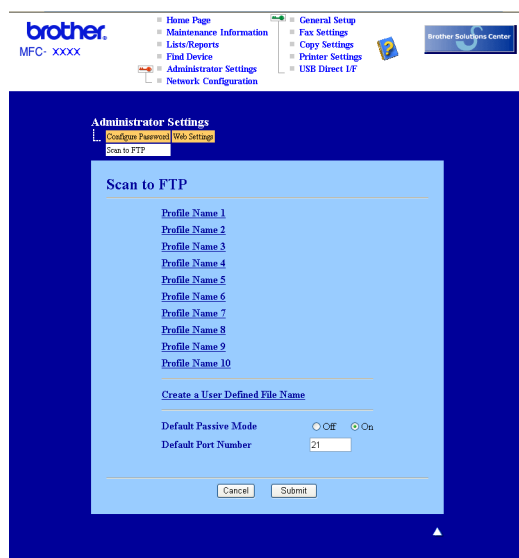 brother.
MFC- XXXX
Home Page
Maintenance Information
Lists/Reports
Find Device
Administrator Settings
Network Configuration
General Setup
Fax Settings
Copy Settings
Printer Settings
USB Direct I/F
Brother Solutions Center
Administrator Settings
Configure Password Web Settings
Scan to FTP
Scan to FTP
Profile Name 1
Profile Name 2
Profile Name 3
Profile Name 4
Profile Name 5
Profile Name 6
Profile Name 7
Profile Name 8
Profile Name 9
Profile Name 10
Create a User Defined File Name
Default Passive Mode Off On
Default Port Number 21
Cancel Submit